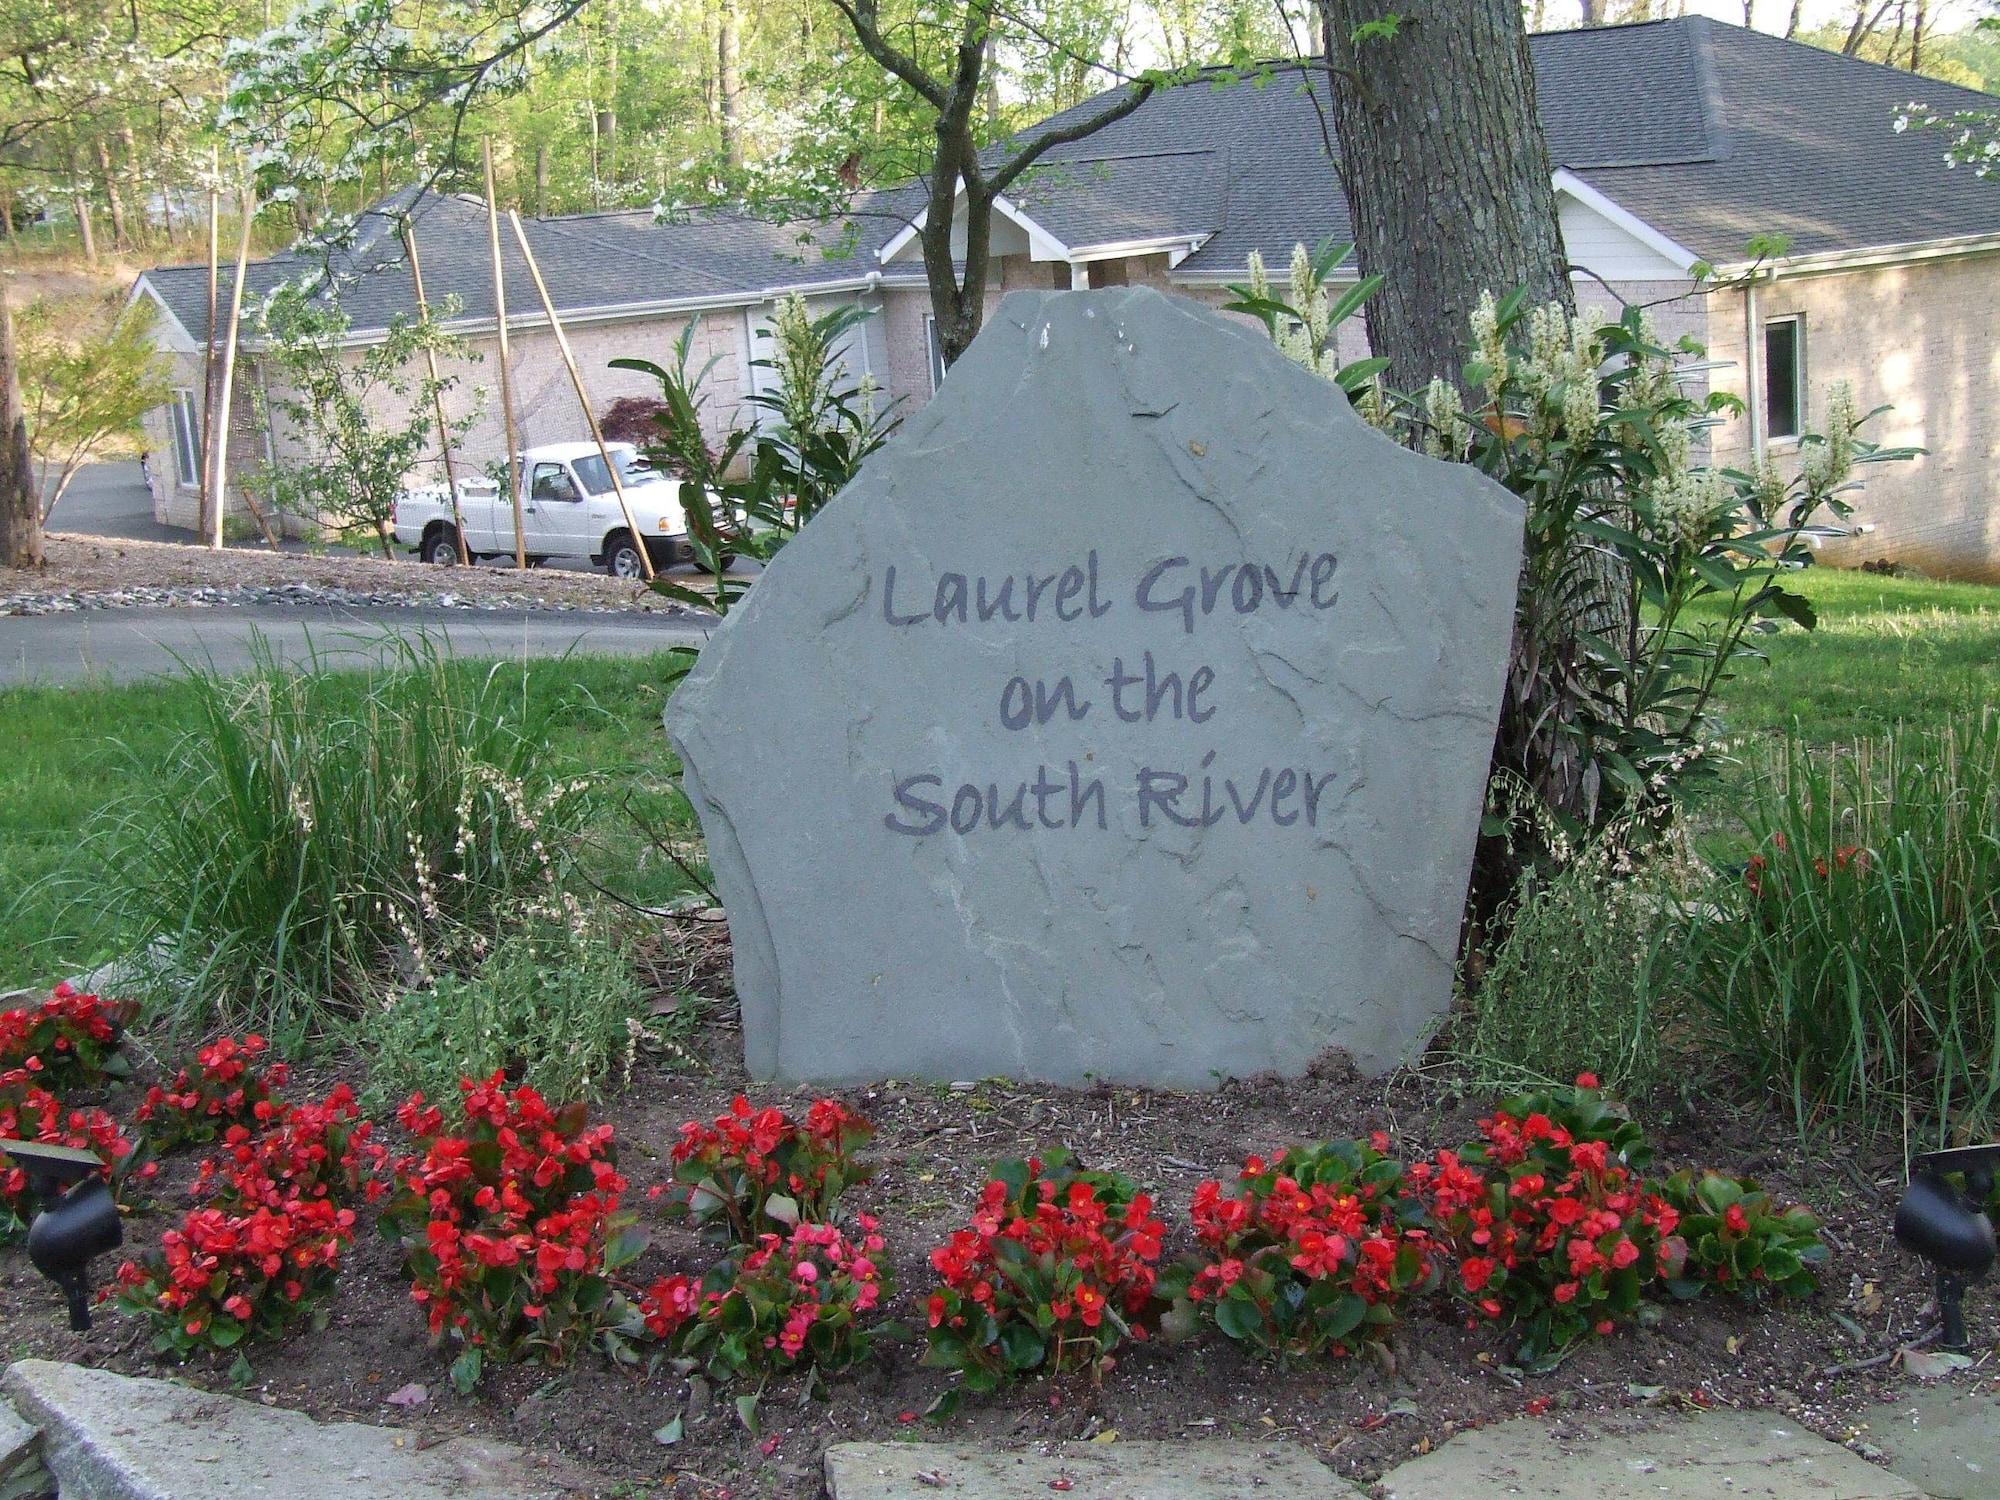 Laurel Grove
on the
South River